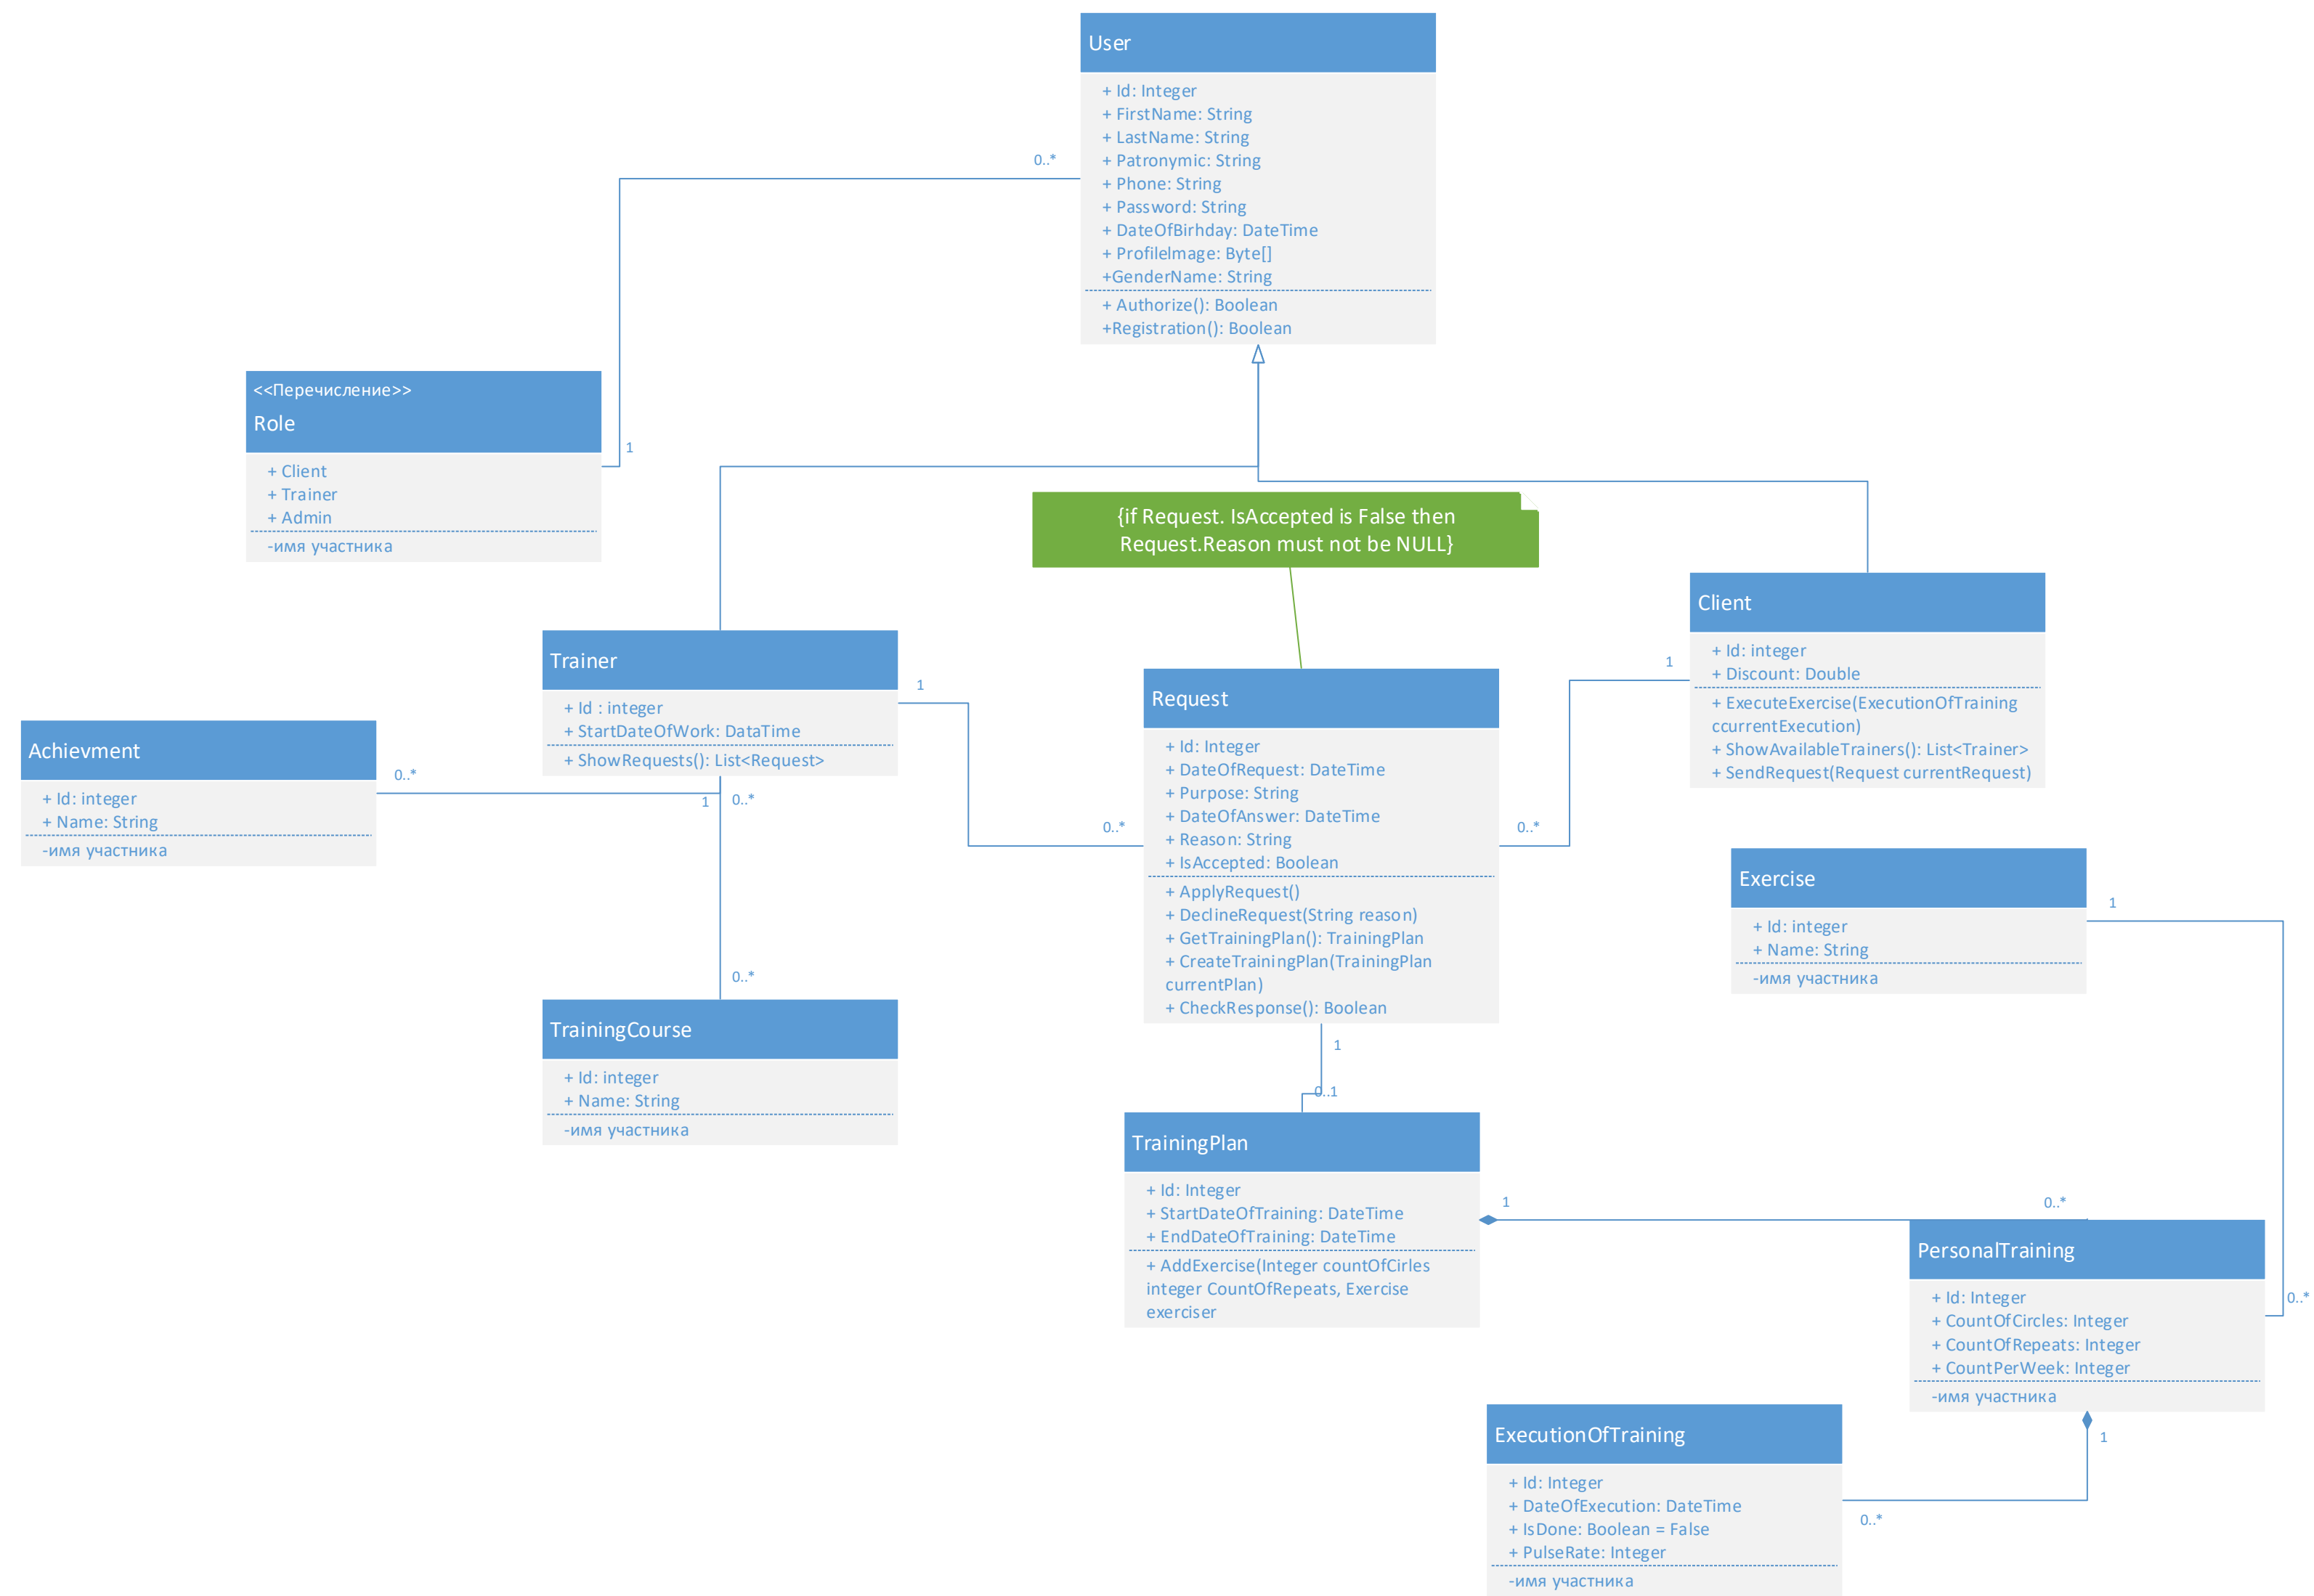 User
+ Id: Integer
+ FirstName: String
+ LastName: String
+ Patronymic: String
+ Phone: String
+ Password: String
+ DateOfBirhday: DateTime
+ ProfileImage: Byte[]
+GenderName: String
+ Authorize(): Boolean
+Registration(): Boolean
0..*
1
<<Перечисление>>
Role
+ Client
+ Trainer
+ Admin
-имя участника
{if Request. IsAccepted is False then
Request.Reason must not be NULL}
Trainer
+ Id : integer
+ StartDateOfWork: DataTime
+ ShowRequests(): List<Request>
1
0..*
Request
+ Id: Integer
+ DateOfRequest: DateTime
+ Purpose: String
+ DateOfAnswer: DateTime
+ Reason: String
+ IsAccepted: Boolean
+ ApplyRequest()
+ DeclineRequest(String reason)
+ GetTrainingPlan(): TrainingPlan
+ CreateTrainingPlan(TrainingPlan
currentPlan)
+ CheckResponse(): Boolean
1
0..*
Client
+ Id: integer
+ Discount: Double
+ ExecuteExercise(ExecutionOfTraining
ccurrentExecution)
+ ShowAvailableTrainers(): List<Trainer>
+ SendRequest(Request currentRequest)
Achievment
+ Id: integer
+ Name: String
-имя участника
0..*
1
0..*
0..*
TrainingCourse
+ Id: integer
+ Name: String
-имя участника
Exercise
+ Id: integer
+ Name: String
-имя участника
1
0..*
1
0..1
TrainingPlan
+ Id: Integer
+ StartDateOfTraining: DateTime
+ EndDateOfTraining: DateTime
+ AddExercise(Integer countOfCirles
integer CountOfRepeats, Exercise
exerciser
1
0..*
PersonalTraining
+ Id: Integer
+ CountOfCircles: Integer
+ CountOfRepeats: Integer
+ CountPerWeek: Integer
-имя участника
1
0..*
ExecutionOfTraining
+ Id: Integer
+ DateOfExecution: DateTime
+ IsDone: Boolean = False
+ PulseRate: Integer
-имя участника